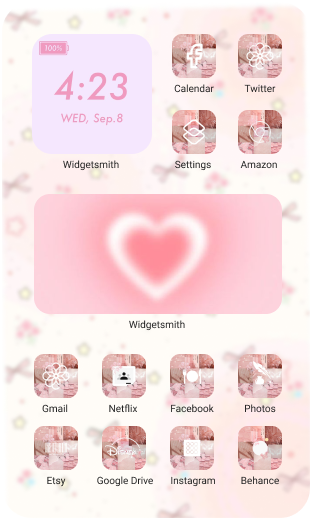 100%
4:23
WED, Sep.8
Widgetsmith
Calendar
Twitter
Settings
Amazon
Widgetsmith
Gmail
Netflix
Facebook
Photos
Etsy
Google Drive
Instagram
Behance